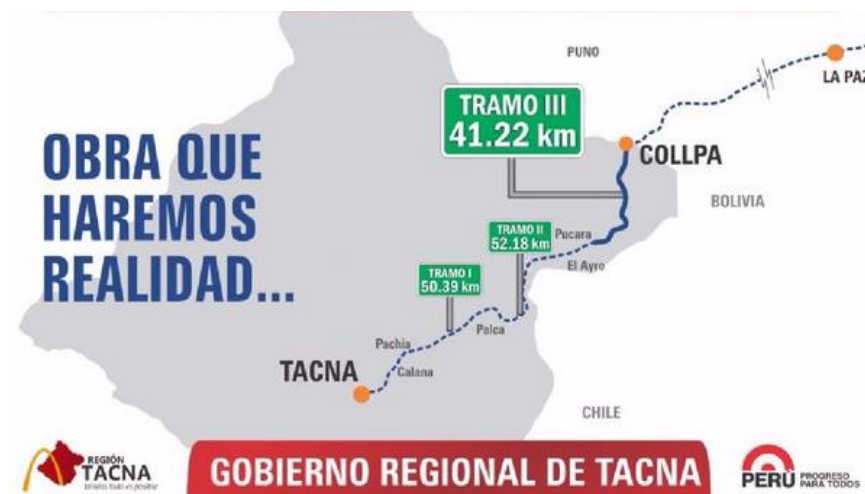 PUNO
LA PAZ
TRAMO III
41.22 km
OBRA QUE
HAREMOS
REALIDAD...
COLLPA
BOLIVIA
TRAMO II
52.18 km
Pucara
El Ayro
TRAMO I
50.39 km
Palca
Pachia
Calana
TACNA
CHILE
REGIÓN
TACNA
GOBIERNO REGIONAL DE TACNA
PERÚ
PROGRESO
PARA TODOS